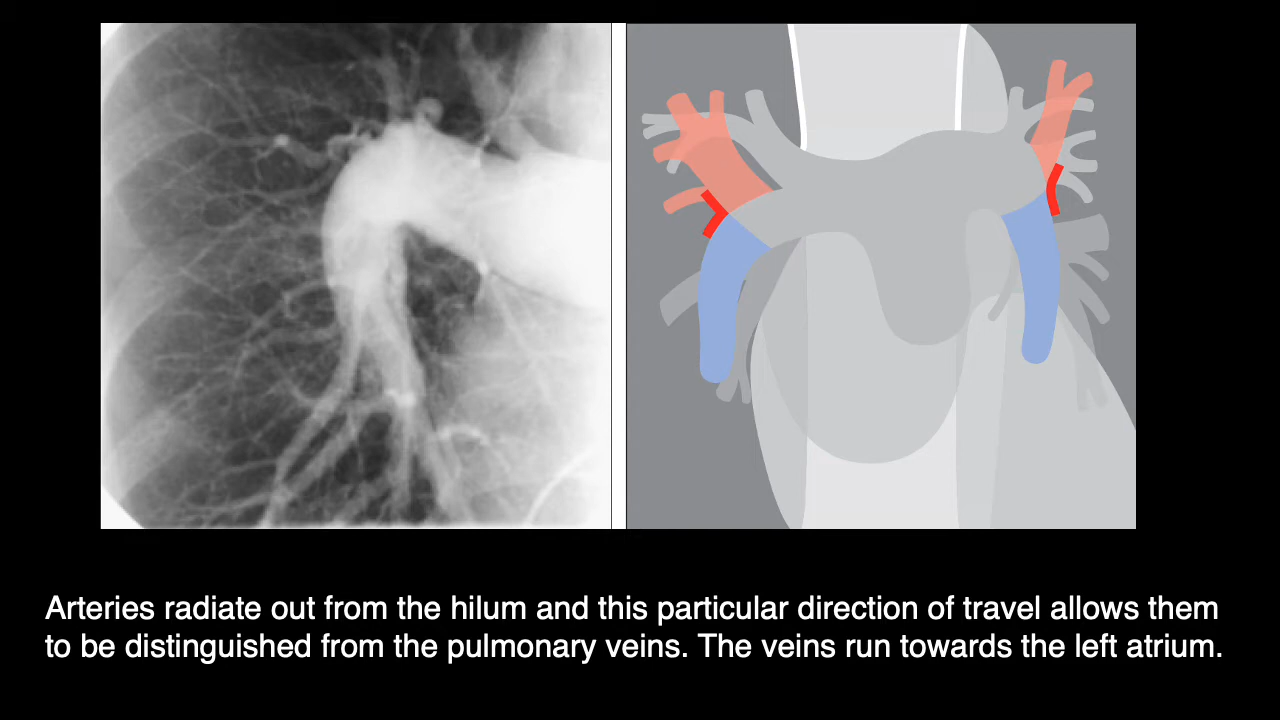 Arteries radiate out from the hilum and this particular direction of travel allows them
to be distinguished from the pulmonary veins. The veins run towards the left atrium.